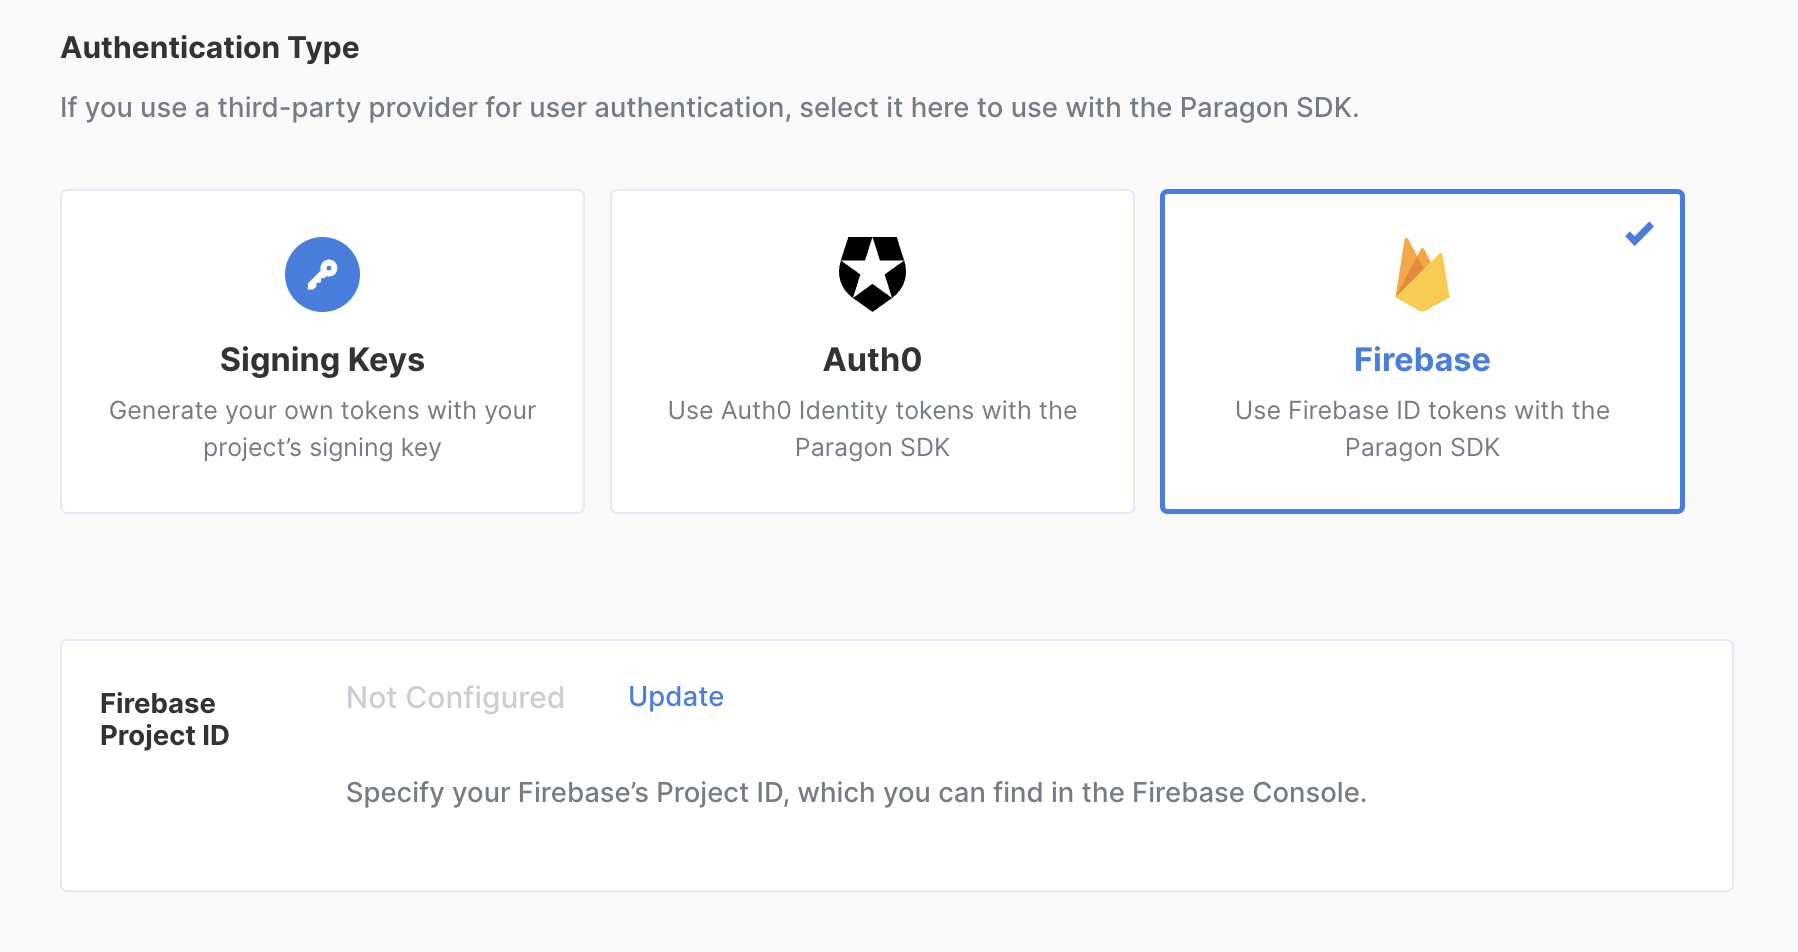 Authentication Type
If you use a third-party provider for user authentication, select it here to use with the Paragon SDK.
Signing Keys
Generate your own tokens with your
project’s signing key
Auth0
Use Auth0 Identity tokens with the
Paragon SDK
Firebase
Use Firebase ID tokens with the
Paragon SDK
Firebase
Project ID
Not Configured
Update
Specify your Firebase’s Project ID, which you can find in the Firebase Console.